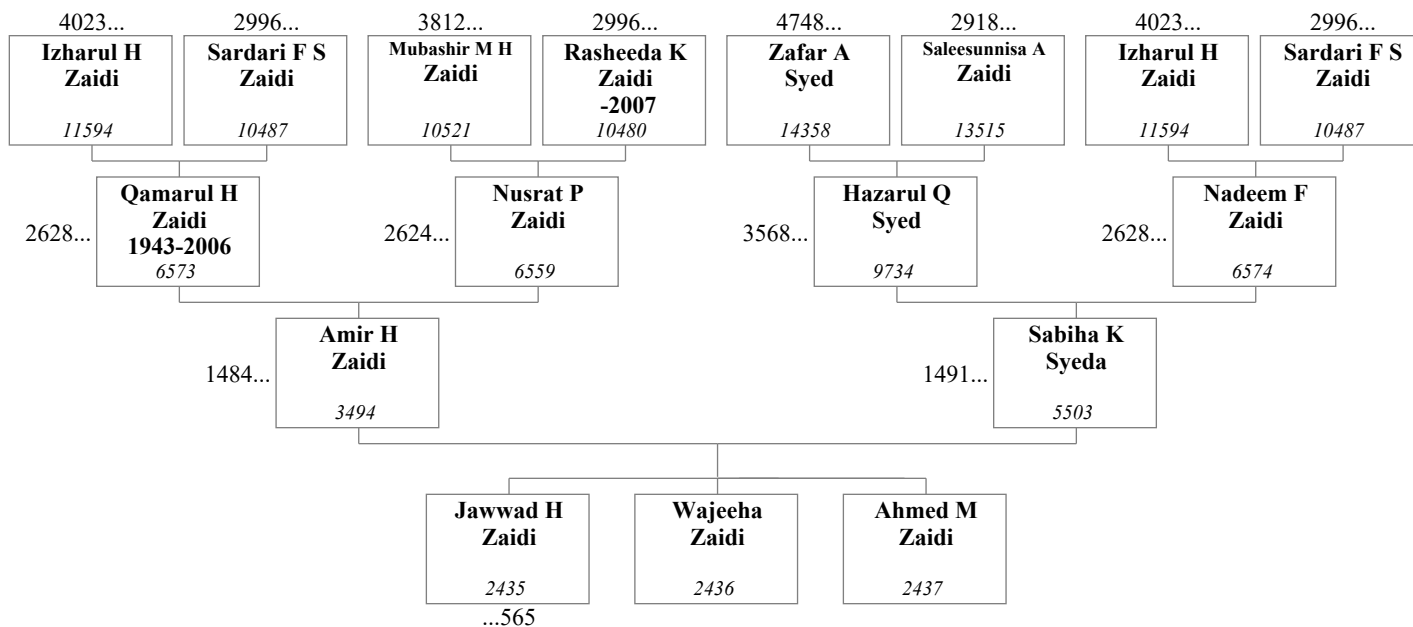 4023... 2996... 3812... 2996... 4748... 2918... 4023... 2996...
Izharul H
Zaidi
11594
Sardari F S
Zaidi
10487
Mubashir M H
Zaidi
10521
Rasheeda K
Zaidi
-2007
10480
Zafar A
Syed
14358
Saleesunnisa A
Zaidi
13515
Izharul H
Zaidi
11594
Sardari F S
Zaidi
10487
2628...
Qamarul H
Zaidi
1943-2006
6573
2624...
Nusrat P
Zaidi
6559
3568...
Hazarul Q
Syed
9734
2628...
Nadeem F
Zaidi
6574
1484...
Amir H
Zaidi
3494
1491...
Sabiha K
Syeda
5503
Jawwad H
Zaidi
2435
...565
Wajeeha
Zaidi
2436
Ahmed M
Zaidi
2437